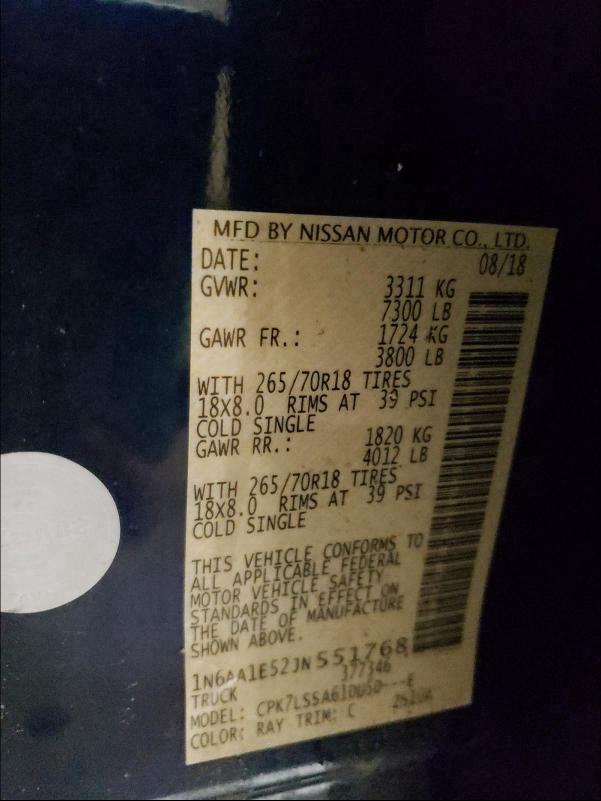 MFD BY NISSAN MOTOR CO., LTD.
DATE: 08/18
GVWR: 3311 KG
7300 LB
GAWR FR.: 1724 KG
3800 LB
WITH 265/70R18 TIRES
18X8.0 RIMS AT 39 PSI
COLD SINGLE
GAWR RR.: 1820 KG
4012 LB
WITH 265/70R18 TIRES
18X8.0 RIMS AT 39 PSI
COLD SINGLE
THIS VEHICLE CONFORMS TO
ALL APPLICABLE FEDERAL
MOTOR VEHICLE SAFETY
STANDARDS IN EFFECT ON
THE DATE OF MANUFACTURE
SHOWN ABOVE.
1N6AA1E52JN551768
TRUCK 377346
MODEL:
COLOR: RAY TRIM: C